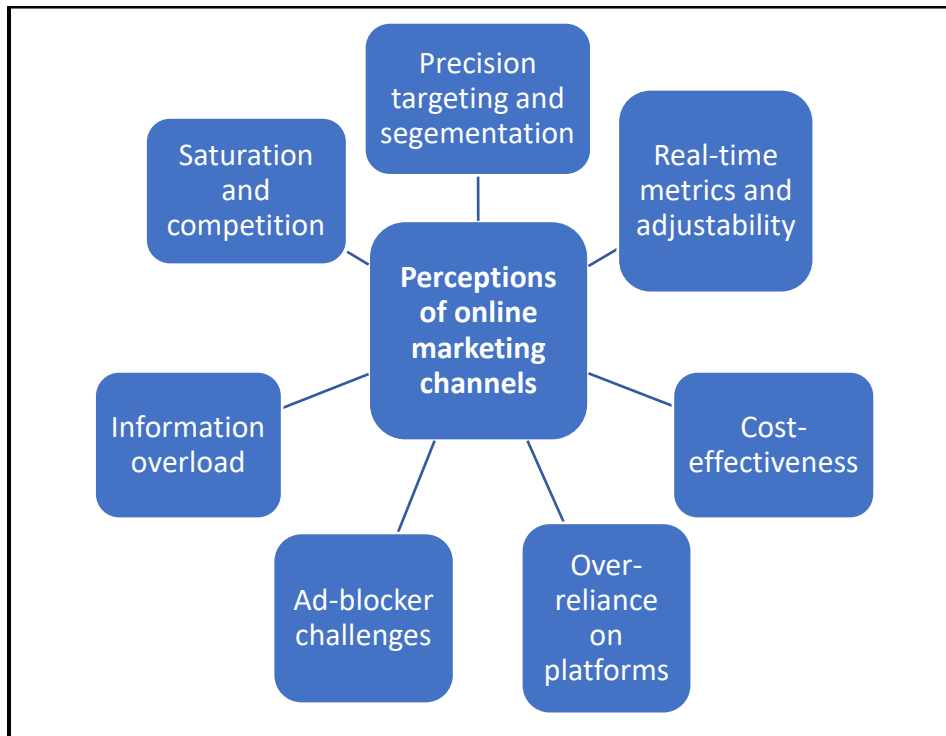 Precision
targeting and
segementation
Real-time
metrics and
adjustability
Saturation
and
competition
Perceptions
of online
marketing
channels
Cost-
effectiveness
Information
overload
Over-
reliance
on
platforms
Ad-blocker
challenges